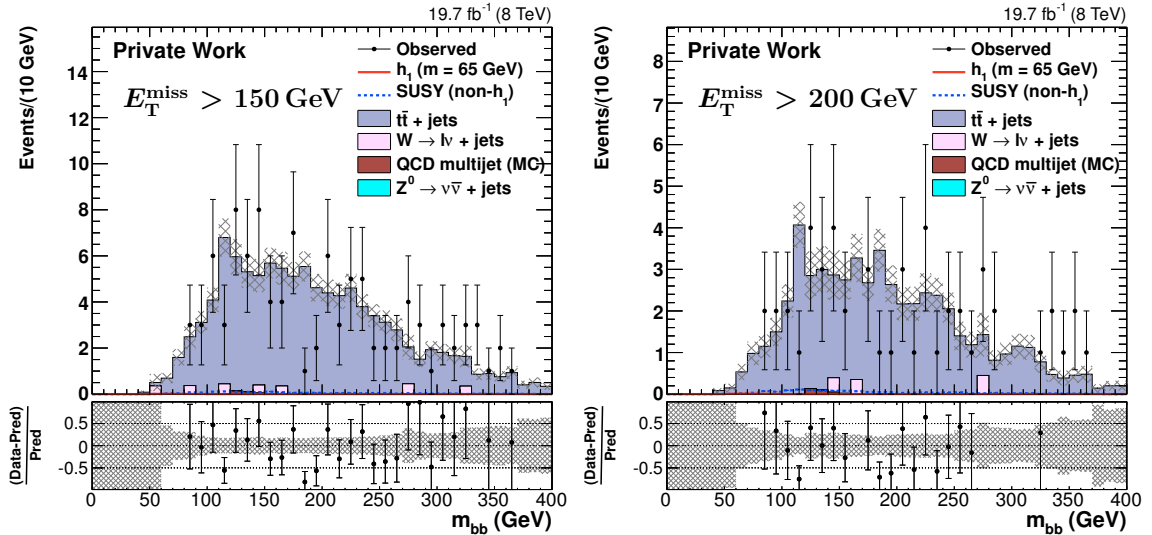 19.7 fb⁻¹ (8 TeV)
Private Work
E_T^miss > 150 GeV
Observed
h₁ (m = 65 GeV)
SUSY (non-h₁)
tt̄ + jets
W → lν + jets
QCD multijet (MC)
Z⁰ → νν̄ + jets
Events/(10 GeV)
14
12
10
8
6
4
2
0
(Data-Pred)
Pred
0.5
0
-0.5
0 50 100 150 200 250 300 350 400
m_bb (GeV)
19.7 fb⁻¹ (8 TeV)
Private Work
E_T^miss > 200 GeV
Observed
h₁ (m = 65 GeV)
SUSY (non-h₁)
tt̄ + jets
W → lν + jets
QCD multijet (MC)
Z⁰ → νν̄ + jets
Events/(10 GeV)
8
7
6
5
4
3
2
1
0
(Data-Pred)
Pred
0.5
0
-0.5
0 50 100 150 200 250 300 350 400
m_bb (GeV)